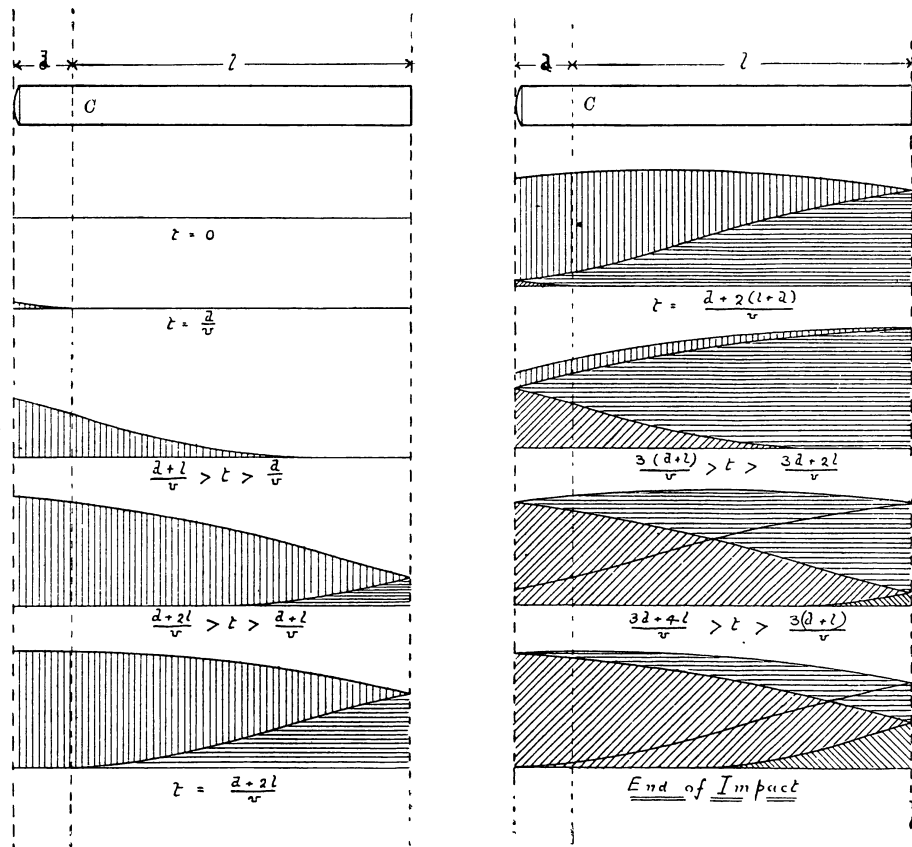 d l
C
t = 0
t = d/v
d+l/v > t > d/v
d+2l/v > t > d+l/v
t = d+2l/v
d l
C
t = d+2(l+d)/v
3(d+l)/v > t > 3d+2l/v
3d+4l/v > t > 3(d+l)/v
End of Impact